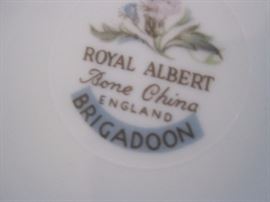 ROYAL ALBERT
Bone China
ENGLAND
BRIGADOON